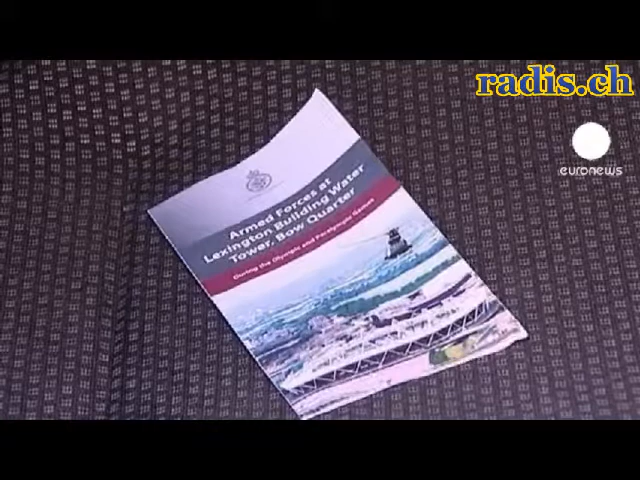 radis.ch
euronews
Armed Forces at
Lexington Building Water
Tower, Bow Quarter
During the Olympic and Paralympic Games